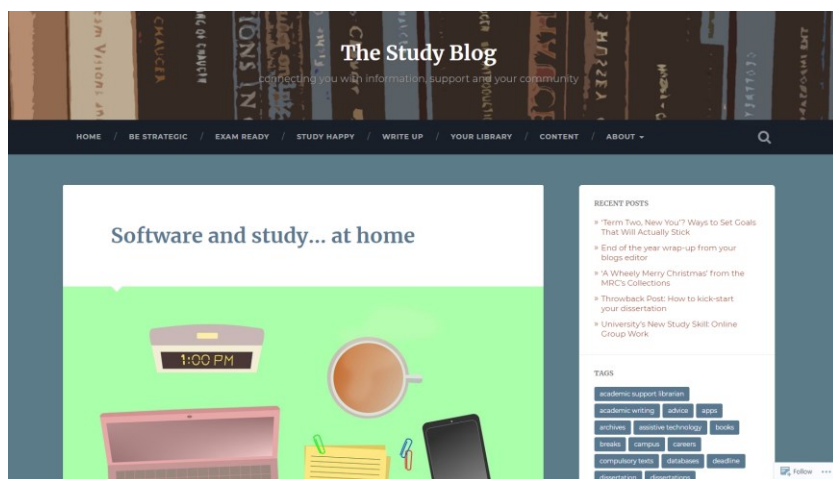 The Study Blog
connecting you with information, support and your community
HOME / BE STRATEGIC / EXAM READY / STUDY HAPPY / WRITE UP / YOUR LIBRARY / CONTENT / ABOUT
Software and study... at home
1:00 PM
RECENT POSTS
» 'Term Two, New You'? Ways to Set Goals
That Will Actually Stick
» End of the year wrap-up from your
blogs editor
» 'A Wheely Merry Christmas' from the
MRC's Collections
» Throwback Post: How to kick-start
your dissertation
» University's New Study Skill: Online
Group Work
TAGS
academic support librarian
academic writing advice apps
archives assistive technology books
breaks campus careers
compulsory texts databases deadline
dissertation dissertations
Follow ...